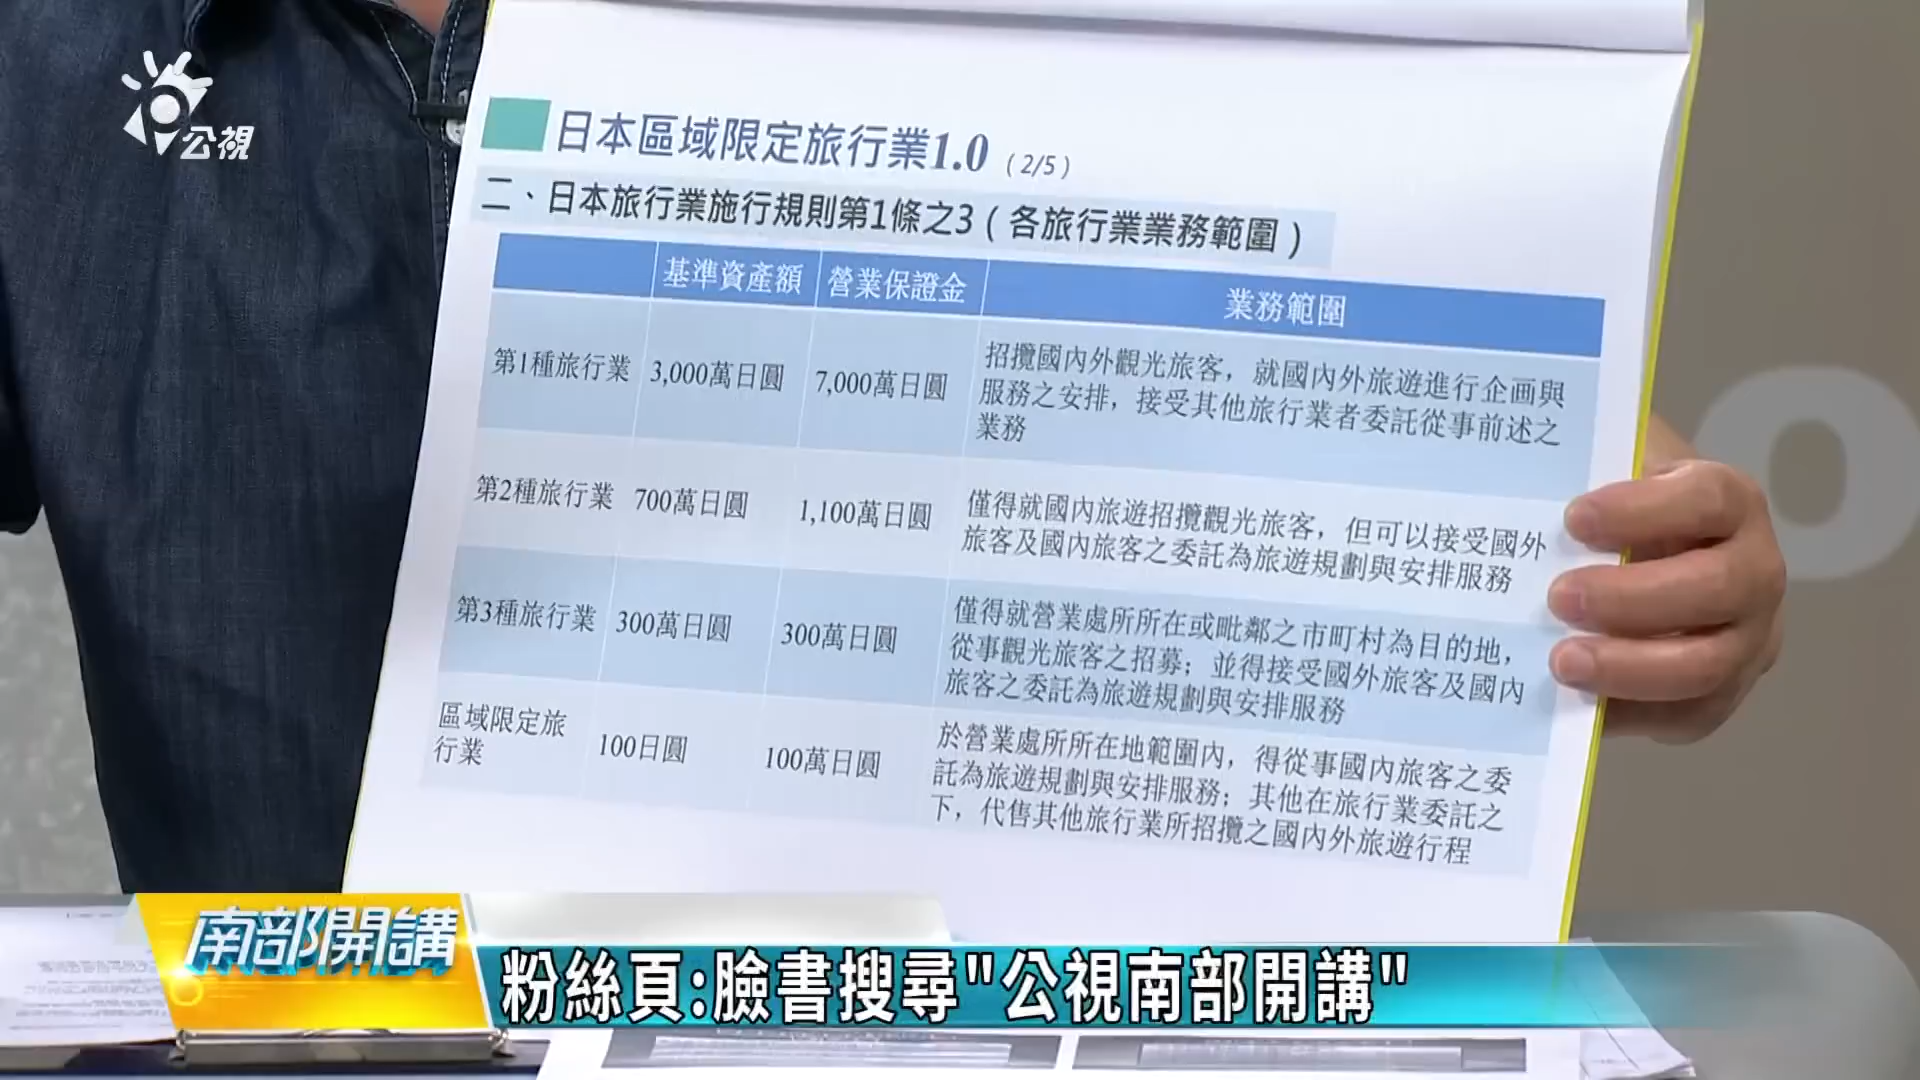 公視
日本區域限定旅行業1.0 (2/5)
二、日本旅行業施行規則第1條之3(各旅行業業務範圍)
基準資產額 營業保證金 業務範圍
第1種旅行業 3,000萬日圓 7,000萬日圓
招攬國內外觀光旅客，就國內外旅遊進行企画與
服務之安排，接受其他旅行業者委託從事前述之
業務
第2種旅行業 700萬日圓 1,100萬日圓
僅得就國內旅遊招攬觀光旅客，但可以接受國外
旅客及國內旅客之委託為旅遊規劃與安排服務
第3種旅行業 300萬日圓 300萬日圓
僅得就營業處所所在或毗鄰之市町村為目的地，
從事觀光旅客之招募；並得接受國外旅客及國內
旅客之委託為旅遊規劃與安排服務
區域限定旅
行業
100日圓 100萬日圓
於營業處所所在地範圍內，得從事國內旅客之委
託為旅遊規劃與安排服務；其他在旅行業委託之
下，代售其他旅行業所招攬之國內外旅遊行程
南部開講
粉絲頁:臉書搜尋"公視南部開講"